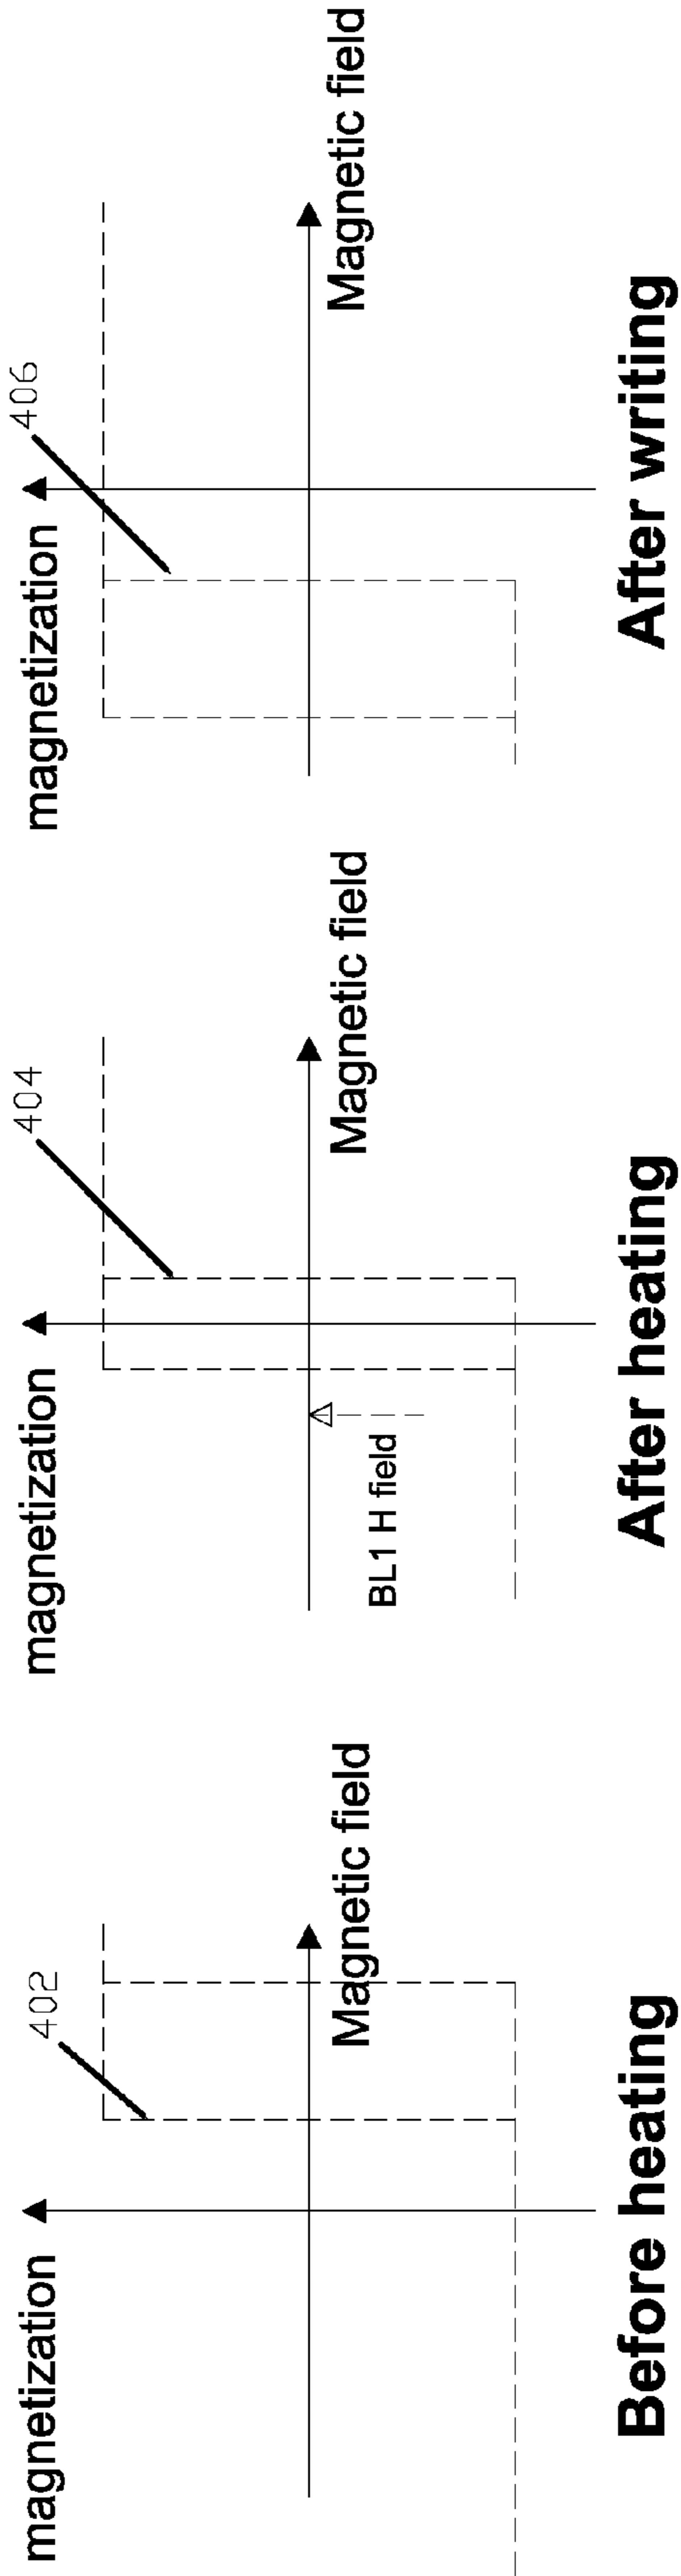 magnetization
402
Magnetic field
Before heating
magnetization
404
Magnetic field
BL1 H field
After heating
magnetization
406
Magnetic field
After writing